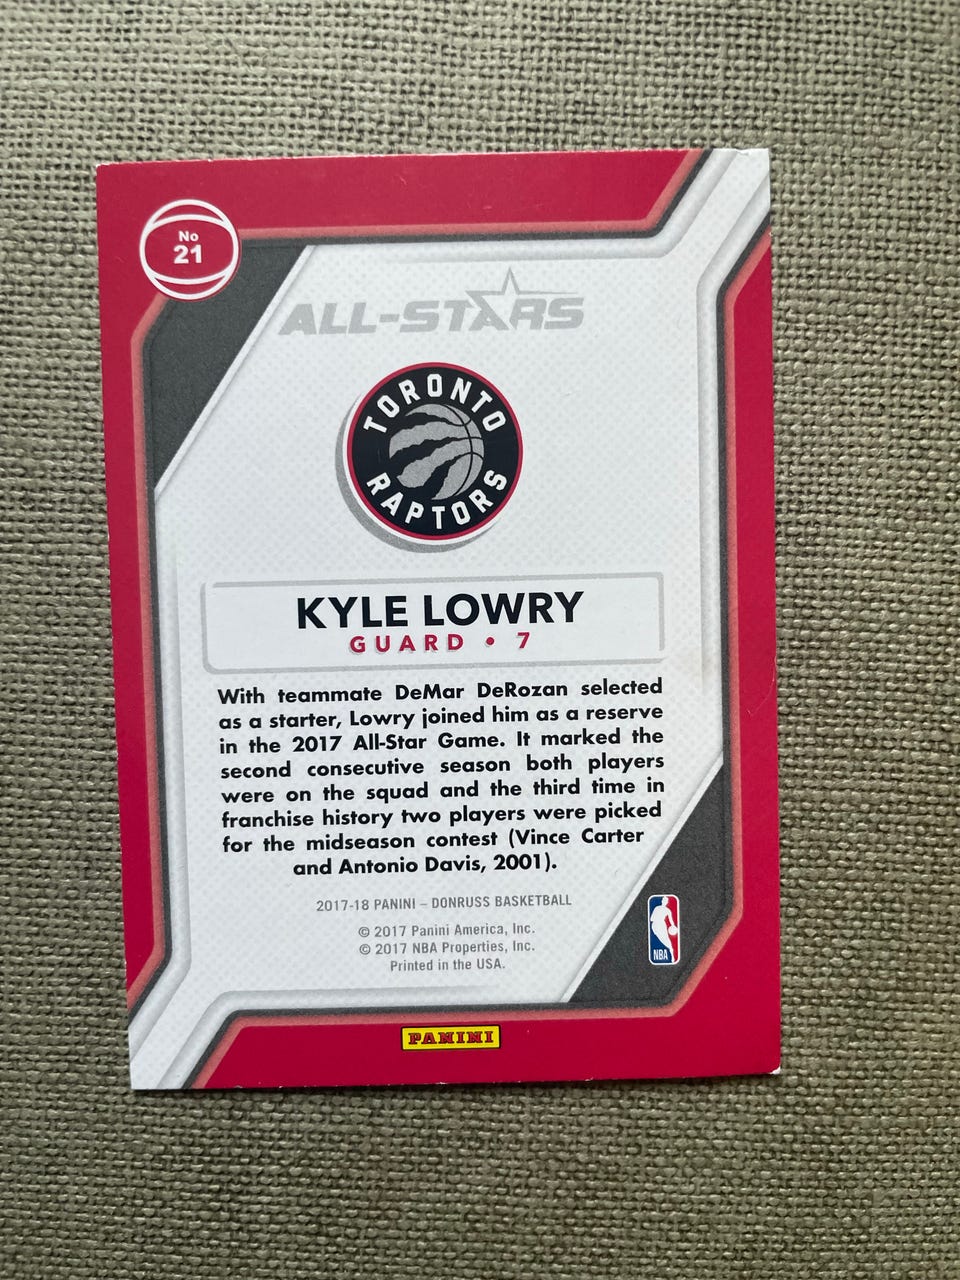 No
21
ALL-STARS
TORONTO
RAPTORS
KYLE LOWRY
GUARD • 7
With teammate DeMar DeRozan selected
as a starter, Lowry joined him as a reserve
in the 2017 All-Star Game. It marked the
second consecutive season both players
were on the squad and the third time in
franchise history two players were picked
for the midseason contest (Vince Carter
and Antonio Davis, 2001).
2017-18 PANINI – DONRUSS BASKETBALL
© 2017 Panini America, Inc.
© 2017 NBA Properties, Inc.
Printed in the USA.
NBA
PANINI